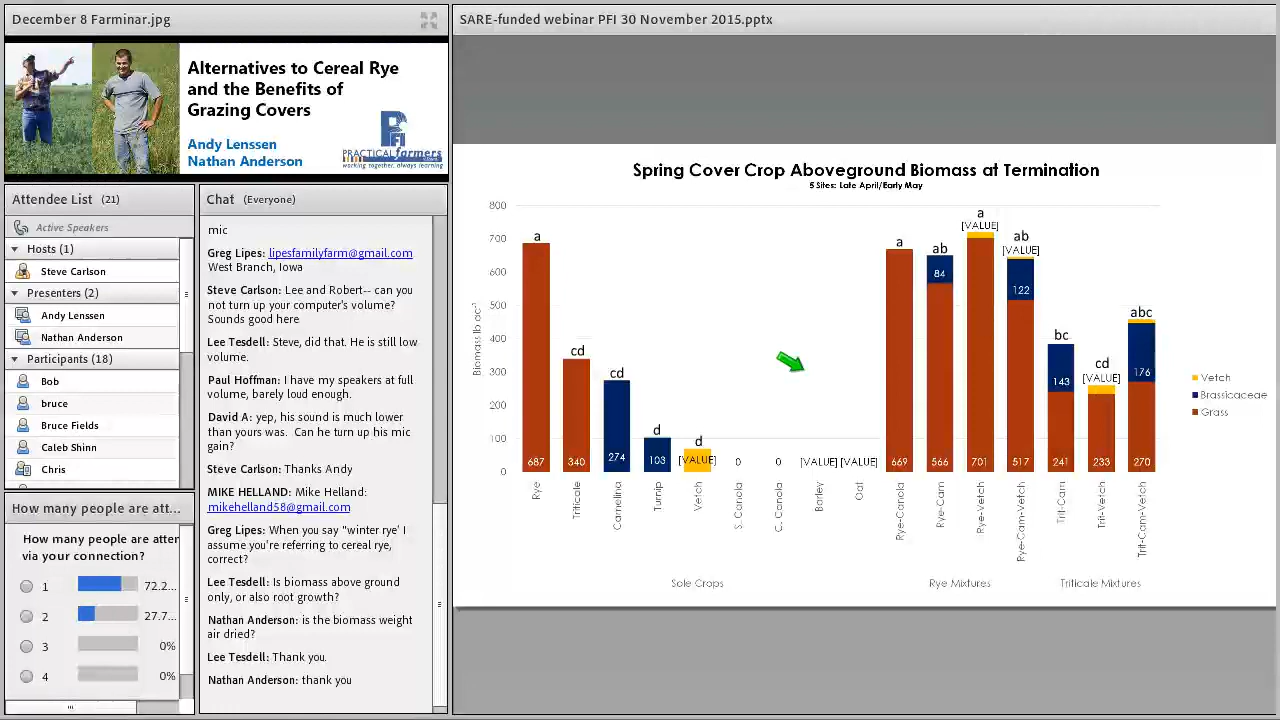 December 8 Farminar.jpg
Alternatives to Cereal Rye
and the Benefits of
Grazing Covers
Andy Lenssen
Nathan Anderson
PFI
PRACTICAL farmers
working together, always learning
Attendee List (21)
Active Speakers
Hosts (1)
Steve Carlson
Presenters (2)
Andy Lenssen
Nathan Anderson
Participants (18)
Bob
bruce
Bruce Fields
Caleb Shinn
Chris
How many people are att...
How many people are atten
via your connection?
1 72.2...
2 27.7...
3 0%
4 0%
Chat (Everyone)
mic
Greg Lipes: lipesfamilyfarm@gmail.com
West Branch, Iowa
Steve Carlson: Lee and Robert-- can you
not turn up your computer's volume?
Sounds good here
Lee Tesdell: Steve, did that. He is still low
volume.
Paul Hoffman: I have my speakers at full
volume, barely loud enough.
David A: yep, his sound is much lower
than yours was. Can he turn up his mic
gain?
Steve Carlson: Thanks Andy
MIKE HELLAND: Mike Helland:
mikehelland58@gmail.com
Greg Lipes: When you say "winter rye' I
assume you're referring to cereal rye,
correct?
Lee Tesdell: Is biomass above ground
only, or also root growth?
Nathan Anderson: is the biomass weight
air dried?
Lee Tesdell: Thank you.
Nathan Anderson: thank you
SARE-funded webinar PFI 30 November 2015.pptx
Spring Cover Crop Aboveground Biomass at Termination
5 Sites: Late April/Early May
Biomass lb ac⁻¹
800
700
600
500
400
300
200
100
0
a
687
Rye
cd
340
Triticale
cd
274
Camelina
d
103
Turnip
d
[VALUE]
Vetch
0
S. Canola
0
C. Canola
[VALUE]
Barley
[VALUE]
Oat
a
669
Rye-Canola
ab
84
566
Rye-Cam
a
[VALUE]
701
Rye-Vetch
ab
[VALUE]
122
517
Rye-Cam-Vetch
bc
143
241
Trit-Cam
cd
[VALUE]
233
Trit-Vetch
abc
176
270
Trit-Cam-Vetch
Sole Crops
Rye Mixtures
Triticale Mixtures
Vetch
Brassicaceae
Grass